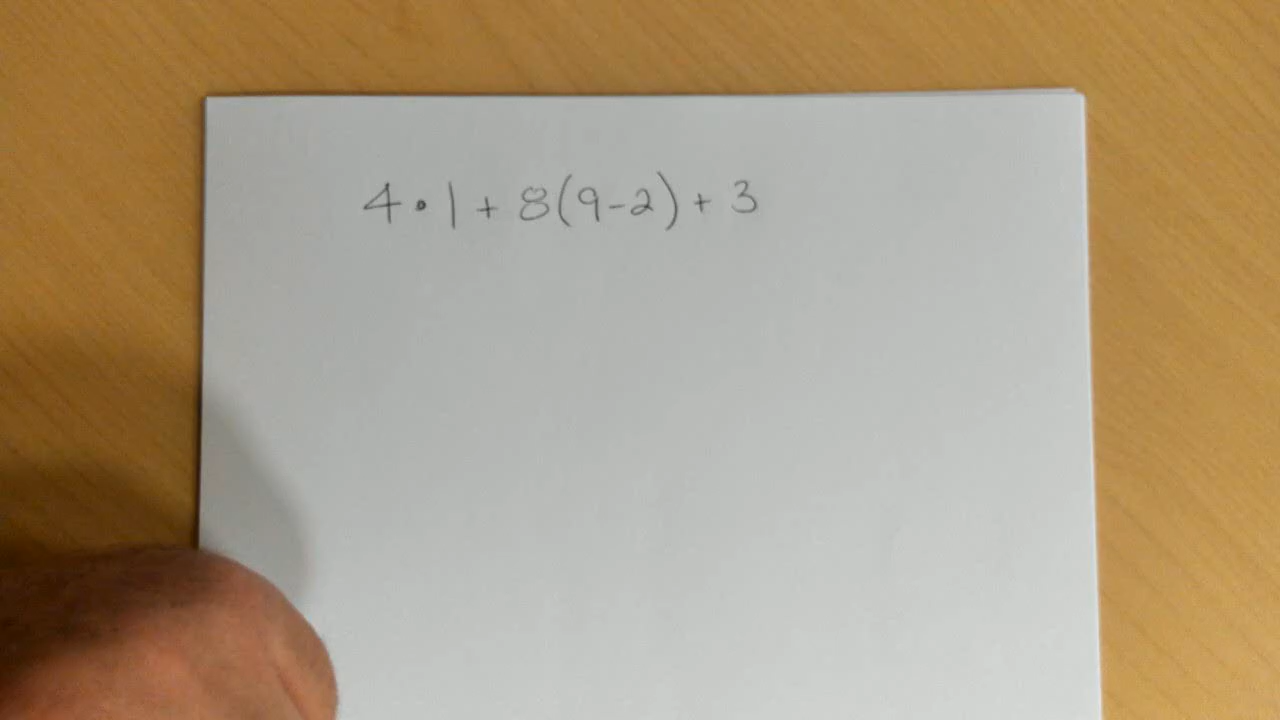 4 • 1 + 8(9-2) + 3